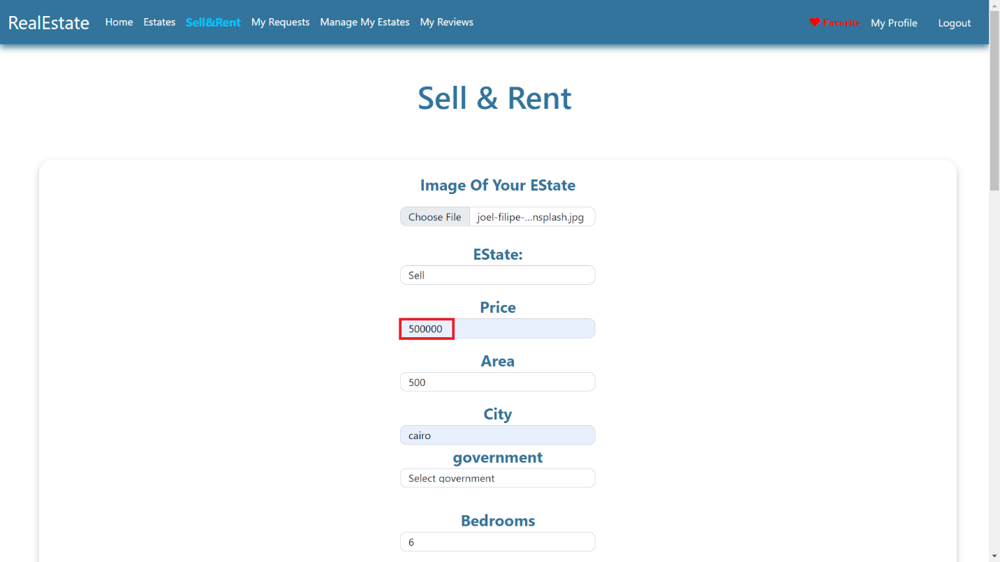 RealEstate Home Estates Sell&Rent My Requests Manage My Estates My Reviews Favorite My Profile Logout
Sell & Rent
Image Of Your EState
Choose File joel-filipe-...nsplash.jpg
EState:
Sell
Price
500000
Area
500
City
cairo
government
Select government
Bedrooms
6